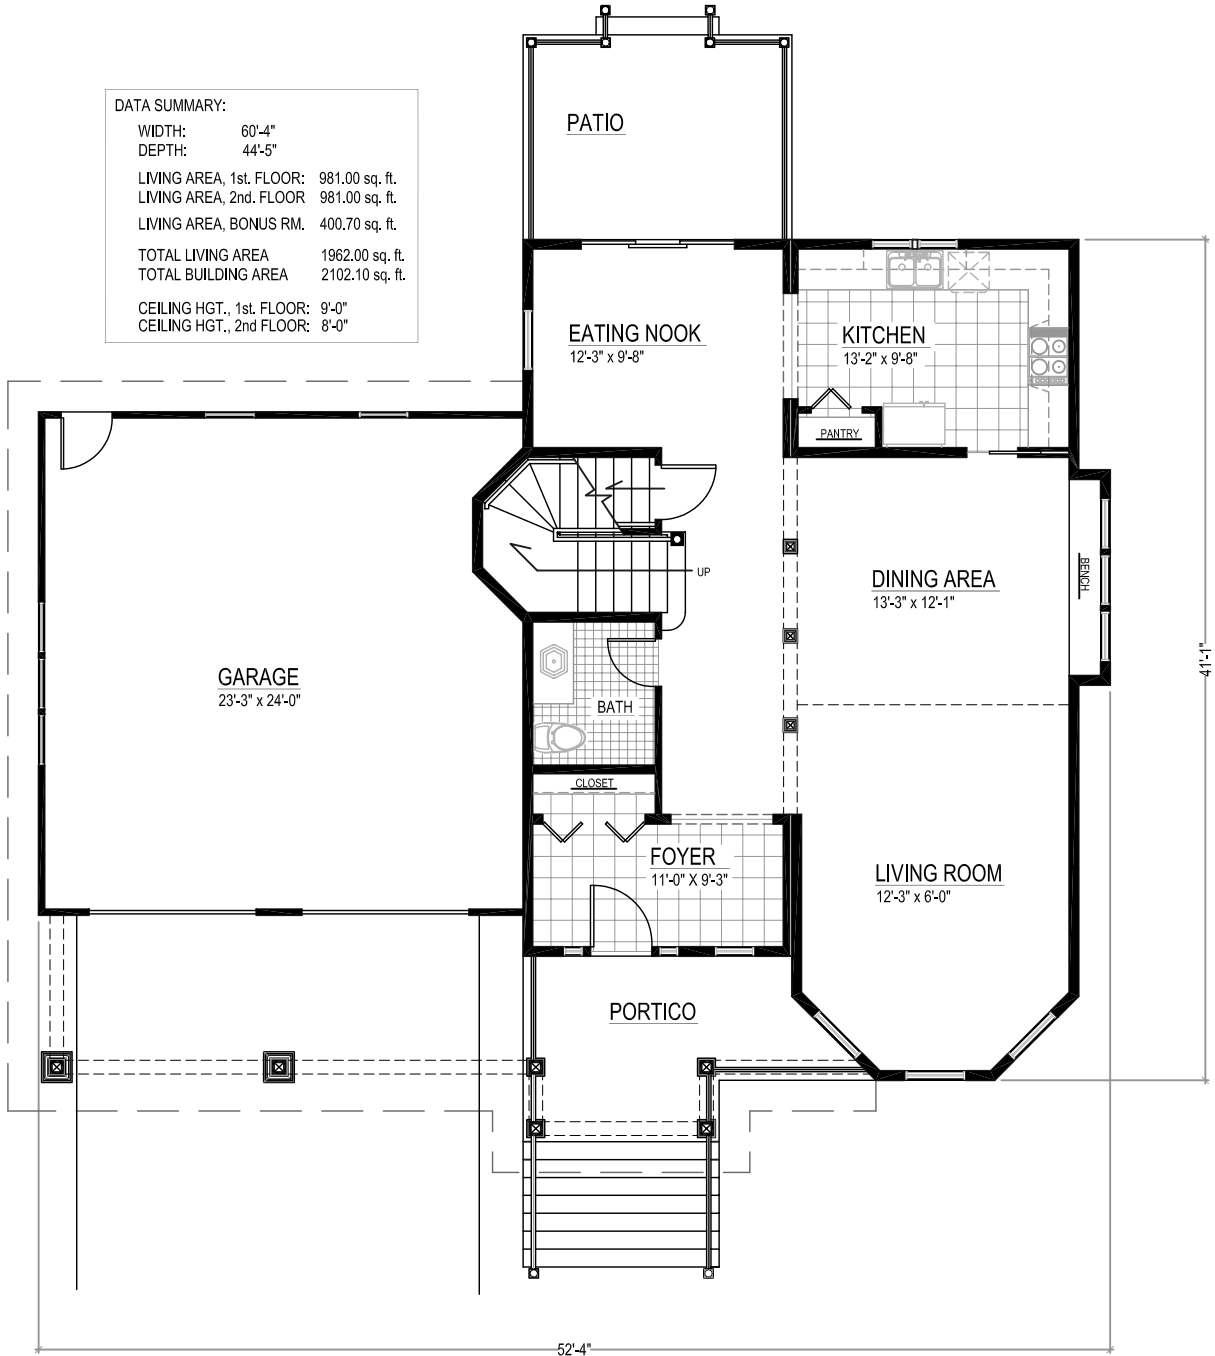 PATIO
DATA SUMMARY:
WIDTH: 60'-4"
DEPTH: 44'-5"
LIVING AREA, 1st. FLOOR: 981.00 sq. ft.
LIVING AREA, 2nd. FLOOR 981.00 sq. ft.
LIVING AREA, BONUS RM. 400.70 sq. ft.
TOTAL LIVING AREA 1962.00 sq. ft.
TOTAL BUILDING AREA 2102.10 sq. ft.
CEILING HGT., 1st. FLOOR: 9'-0"
CEILING HGT., 2nd FLOOR: 8'-0"
EATING NOOK
12'-3" x 9'-8"
KITCHEN
13'-2" x 9'-8"
PANTRY
UP
DINING AREA
13'-3" x 12'-1"
BENCH
41'-1"
GARAGE
23'-3" x 24'-0"
BATH
CLOSET
FOYER
11'-0" X 9'-3"
LIVING ROOM
12'-3" x 6'-0"
PORTICO
52'-4"